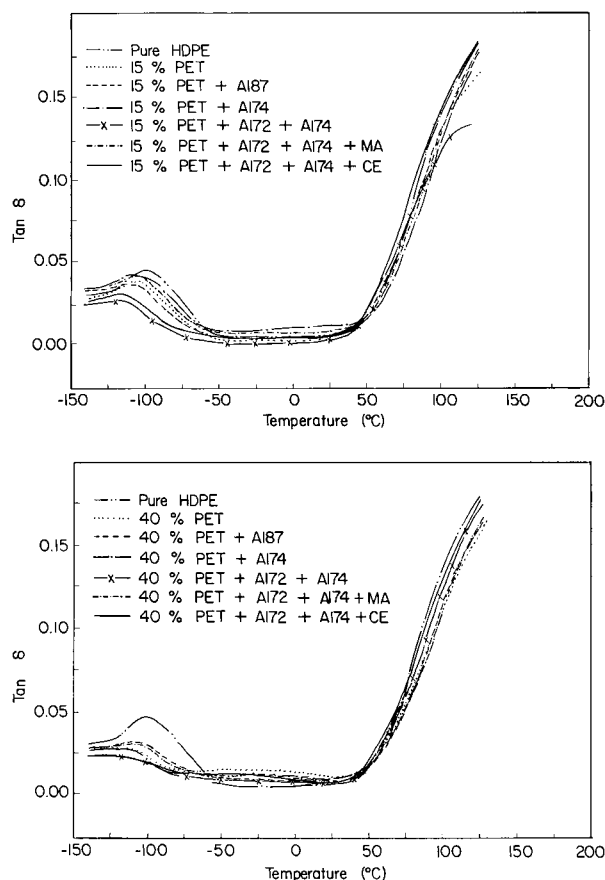 Pure HDPE
15 % PET
15 % PET + A187
15 % PET + A174
15 % PET + A172 + A174
15 % PET + A172 + A174 + MA
15 % PET + A172 + A174 + CE
0.15
0.10
0.05
0.00
Tan δ
-150 -100 -50 0 50 100 150 200
Temperature (°C)
Pure HDPE
40 % PET
40 % PET + A187
40 % PET + A174
40 % PET + A172 + A174
40 % PET + A172 + A174 + MA
40 % PET + A172 + A174 + CE
0.15
0.10
0.05
0.00
Tan δ
-150 -100 -50 0 50 100 150 200
Temperature (°C)